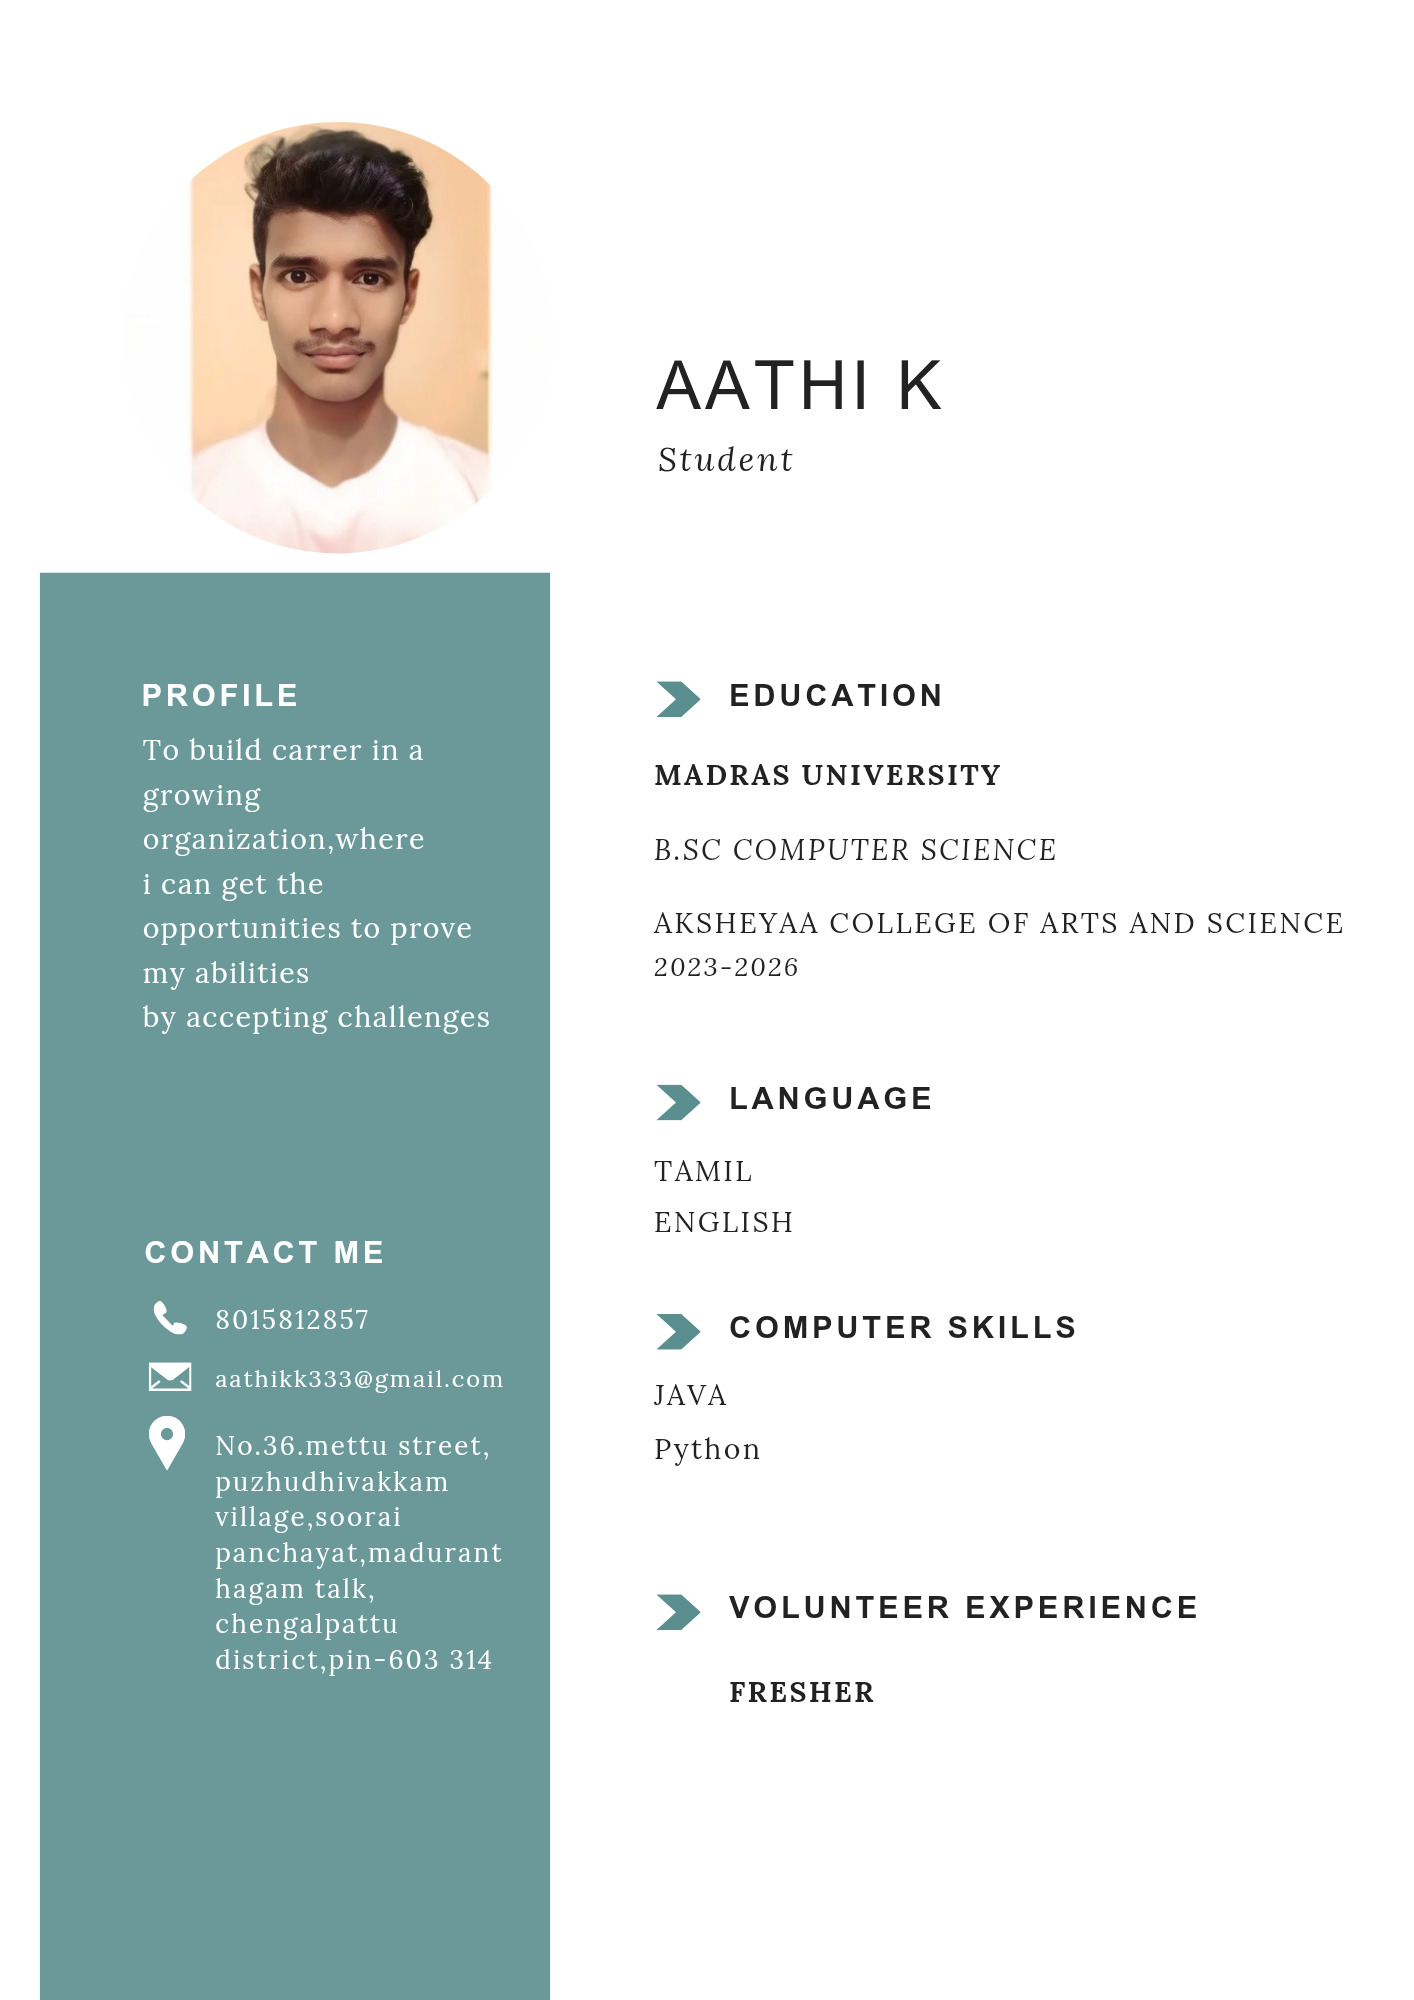 AATHI K
Student
PROFILE
To build carrer in a
growing
organization,where
i can get the
opportunities to prove
my abilities
by accepting challenges
CONTACT ME
8015812857
aathikk333@gmail.com
No.36.mettu street,
puzhudhivakkam
village,soorai
panchayat,madurant
hagam talk,
chengalpattu
district,pin-603 314
EDUCATION
MADRAS UNIVERSITY
B.SC COMPUTER SCIENCE
AKSHEYAA COLLEGE OF ARTS AND SCIENCE
2023-2026
LANGUAGE
TAMIL
ENGLISH
COMPUTER SKILLS
JAVA
Python
VOLUNTEER EXPERIENCE
FRESHER